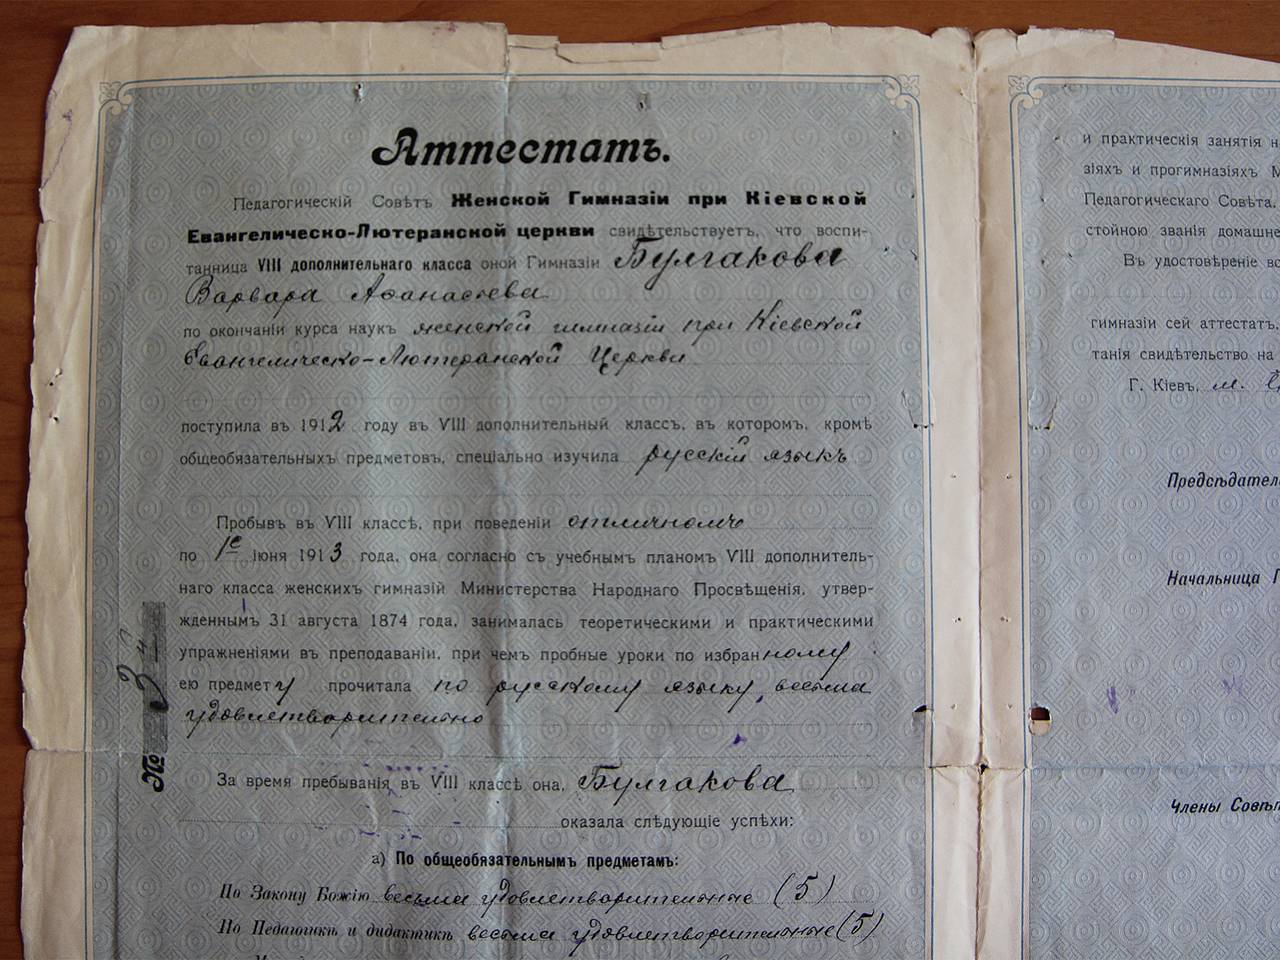 Аттестатъ.
Педагогическій Совѣтъ Женской Гимназіи при Кіевской
Евангелическо-Лютеранской церкви свидѣтельствуетъ, что воспи-
танница VIII дополнительнаго класса оной Гимназіи Булгакова
Варвара Аѳанасьева
по окончаніи курса наукъ женской гимназіи при Кіевской
Евангелическо-Лютеранской Церкви
поступила въ 1912 году въ VIII дополнительный классъ, въ которомъ, кромѣ
общеобязательныхъ предметовъ, спеціально изучила русскій языкъ
Пробывъ въ VIII классѣ, при поведеніи отличномъ
по 1е Іюня 1913 года, она согласно съ учебнымъ планомъ VIII дополнитель-
наго класса женскихъ гимназій Министерства Народнаго Просвѣщенія, утвер-
жденнымъ 31 августа 1874 года, занималась теоретическими и практическими
упражненіями въ преподаваніи, при чемъ пробные уроки по избранному
ею предмету прочитала по русскому языку весьма
удовлетворительно
За время пребыванія въ VIII классѣ она, Булгакова
оказала слѣдующіе успѣхи:
а) По общеобязательнымъ предметамъ:
По Закону Божію весьма удовлетворительные (5)
По Педагогикѣ и дидактикѣ весьма удовлетворительные (5)
№
и практическія занятія н
зіяхъ и прогимназіяхъ М
Педагогическаго Совѣта,
стойною званія домашне
Въ удостовѣреніе вс
гимназіи сей аттестатъ
танія свидѣтельство на
Г. Кіевъ, м.
Предсѣдател
Начальница Г
Члены Совѣт